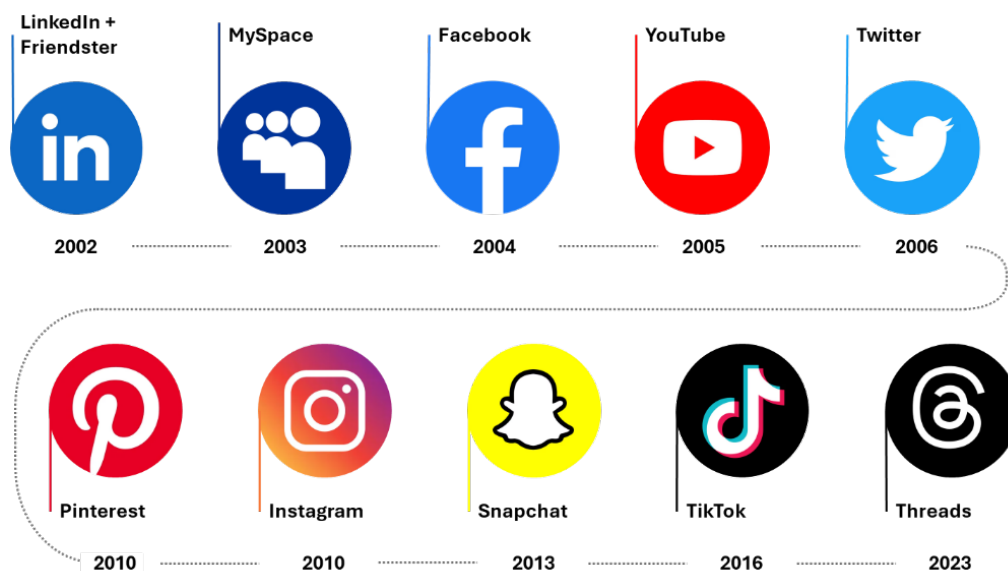 LinkedIn +
Friendster
MySpace
Facebook
YouTube
Twitter
in
2002
2003
2004
2005
2006
Pinterest
Instagram
Snapchat
TikTok
Threads
2010
2010
2013
2016
2023